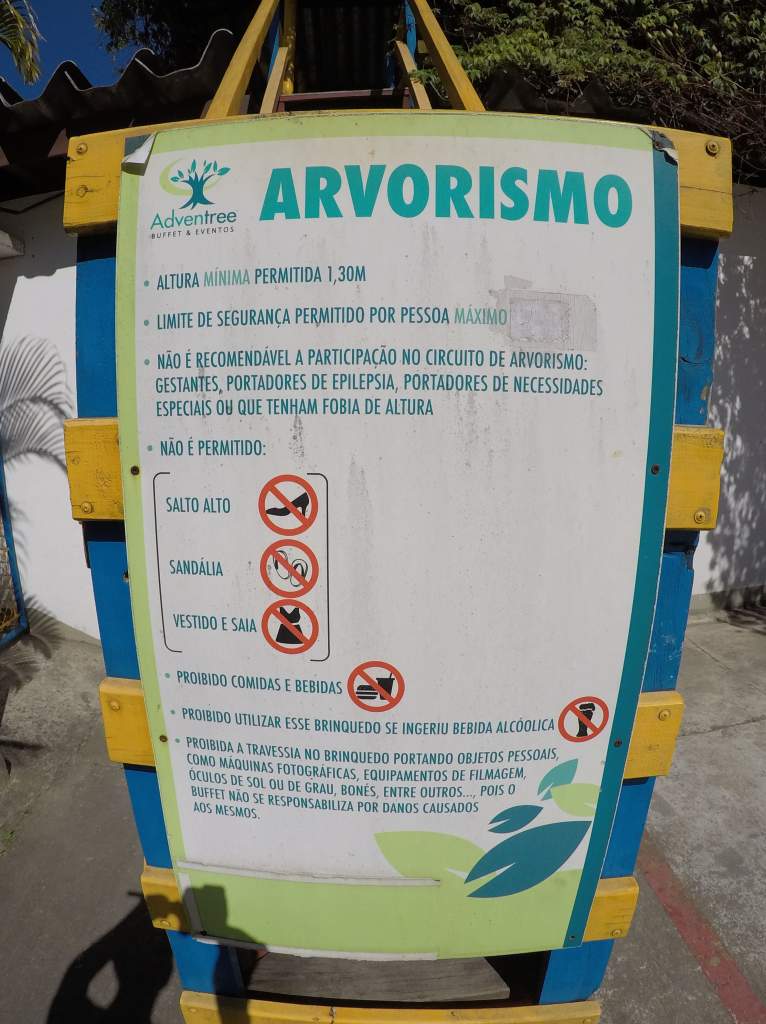 Adventree
BUFFET & EVENTOS
ARVORISMO
• ALTURA MÍNIMA PERMITIDA 1,30M
• LIMITE DE SEGURANÇA PERMITIDO POR PESSOA MÁXIMO
• NÃO É RECOMENDÁVEL A PARTICIPAÇÃO NO CIRCUITO DE ARVORISMO:
GESTANTES, PORTADORES DE EPILEPSIA, PORTADORES DE NECESSIDADES
ESPECIAIS OU QUE TENHAM FOBIA DE ALTURA
• NÃO É PERMITIDO:
SALTO ALTO
SANDÁLIA
VESTIDO E SAIA
• PROIBIDO COMIDAS E BEBIDAS
• PROIBIDO UTILIZAR ESSE BRINQUEDO SE INGERIU BEBIDA ALCÓOLICA
• PROIBIDA A TRAVESSIA NO BRINQUEDO PORTANDO OBJETOS PESSOAIS,
COMO MÁQUINAS FOTOGRÁFICAS, EQUIPAMENTOS DE FILMAGEM,
ÓCULOS DE SOL OU DE GRAU, BONÉS, ENTRE OUTROS..., POIS O
BUFFET NÃO SE RESPONSABILIZA POR DANOS CAUSADOS
AOS MESMOS.